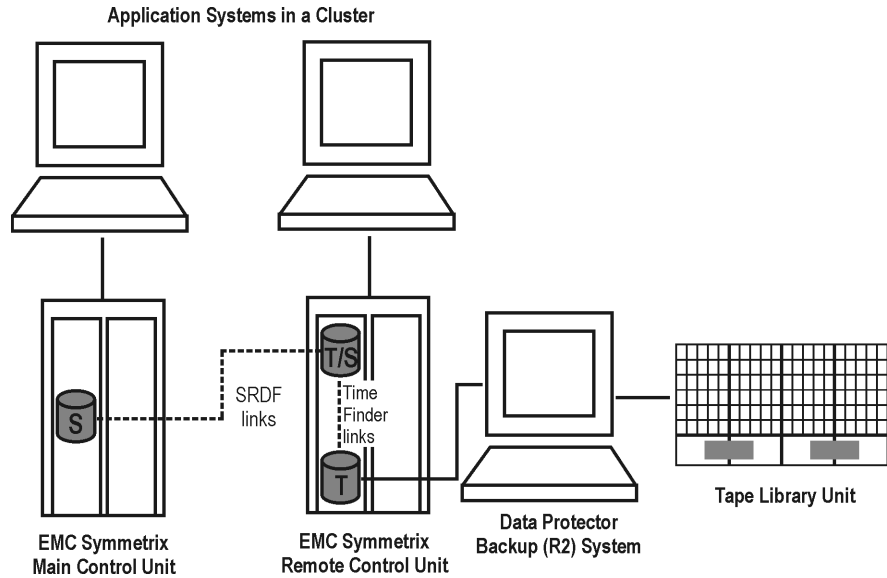 Application Systems in a Cluster
T/S
SRDF
links
Time
Finder
links
S
T
EMC Symmetrix
Main Control Unit
EMC Symmetrix
Remote Control Unit
Data Protector
Backup (R2) System
Tape Library Unit